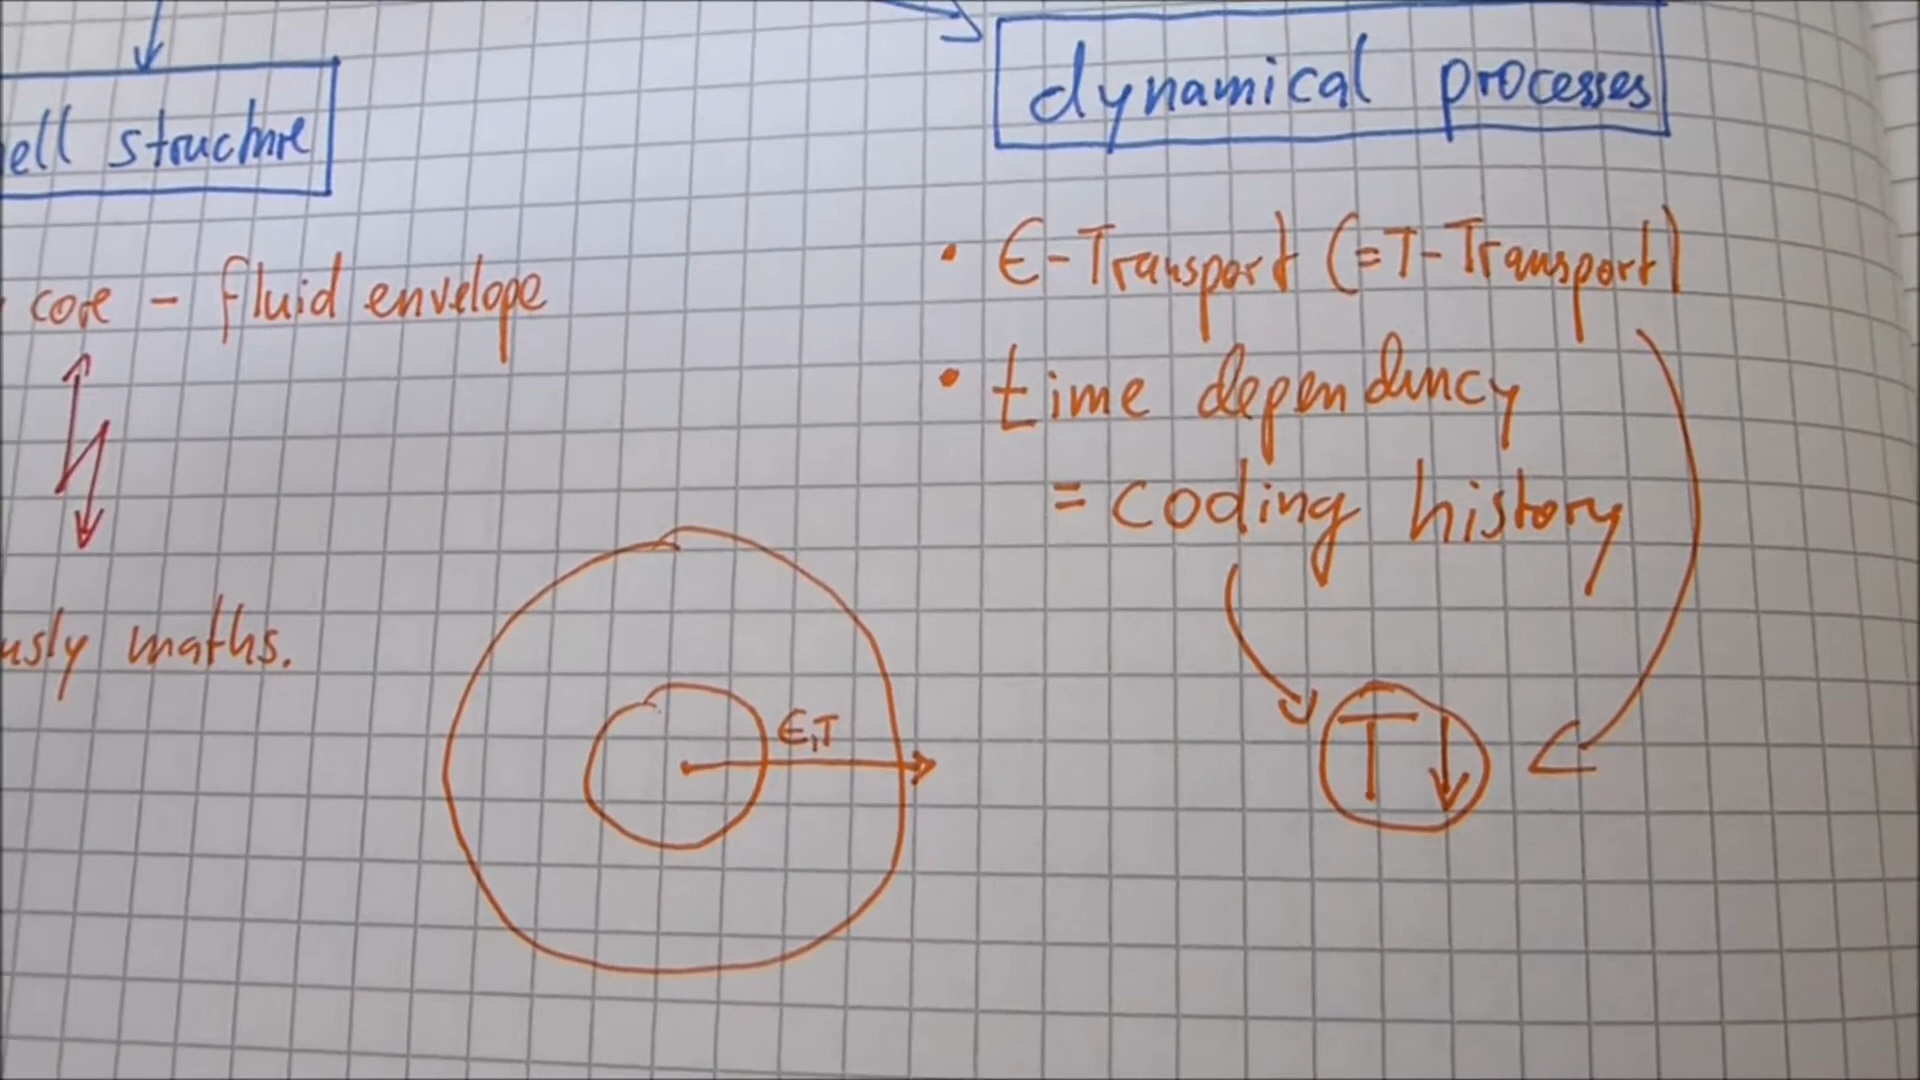 ell structure
dynamical processes
core - fluid envelope
• E-Transport (=T-Transport)
• time dependency
= coding history
usly maths.
E,T
T↓